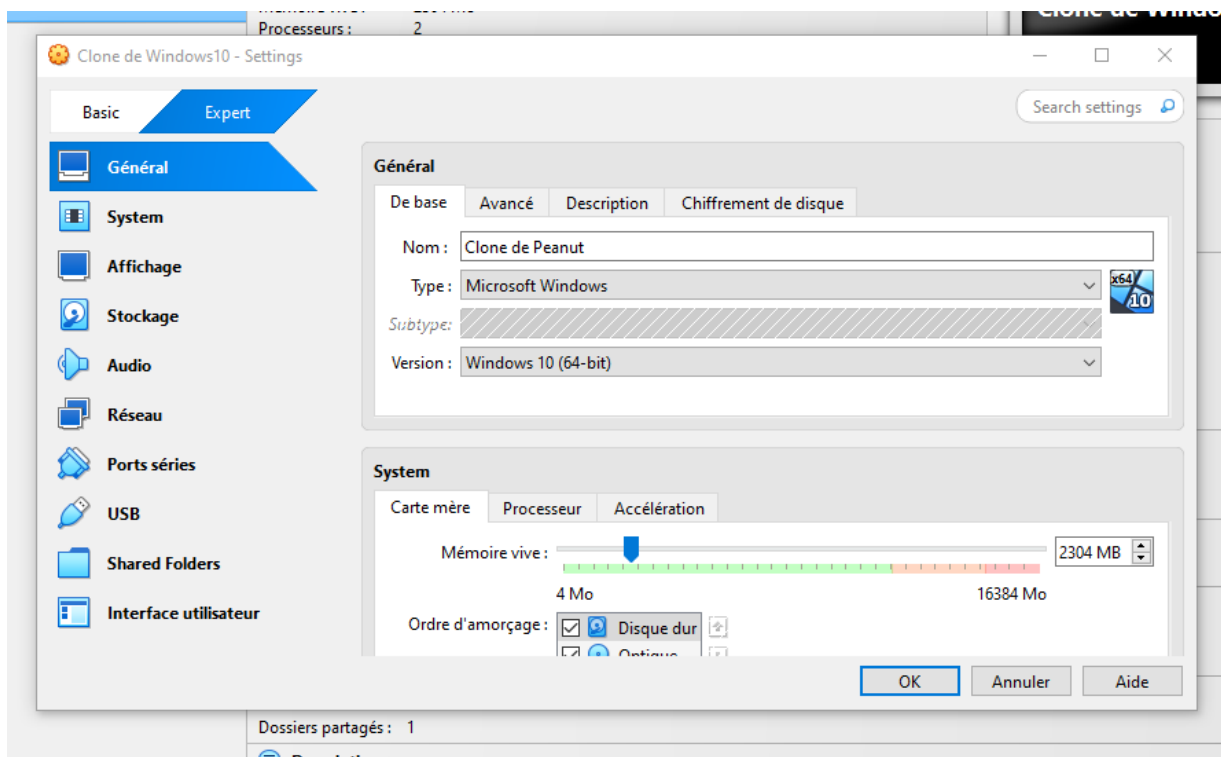 Processeurs : 2
Clone de Windows10 - Settings
Basic Expert Search settings
Général
System
Affichage
Stockage
Audio
Réseau
Ports séries
USB
Shared Folders
Interface utilisateur
Général
De base Avancé Description Chiffrement de disque
Nom : Clone de Peanut
Type : Microsoft Windows
x64
10
Subtype:
Version : Windows 10 (64-bit)
System
Carte mère Processeur Accélération
Mémoire vive : 2304 MB
4 Mo 16384 Mo
Ordre d'amorçage : Disque dur
Optique
OK Annuler Aide
Dossiers partagés : 1